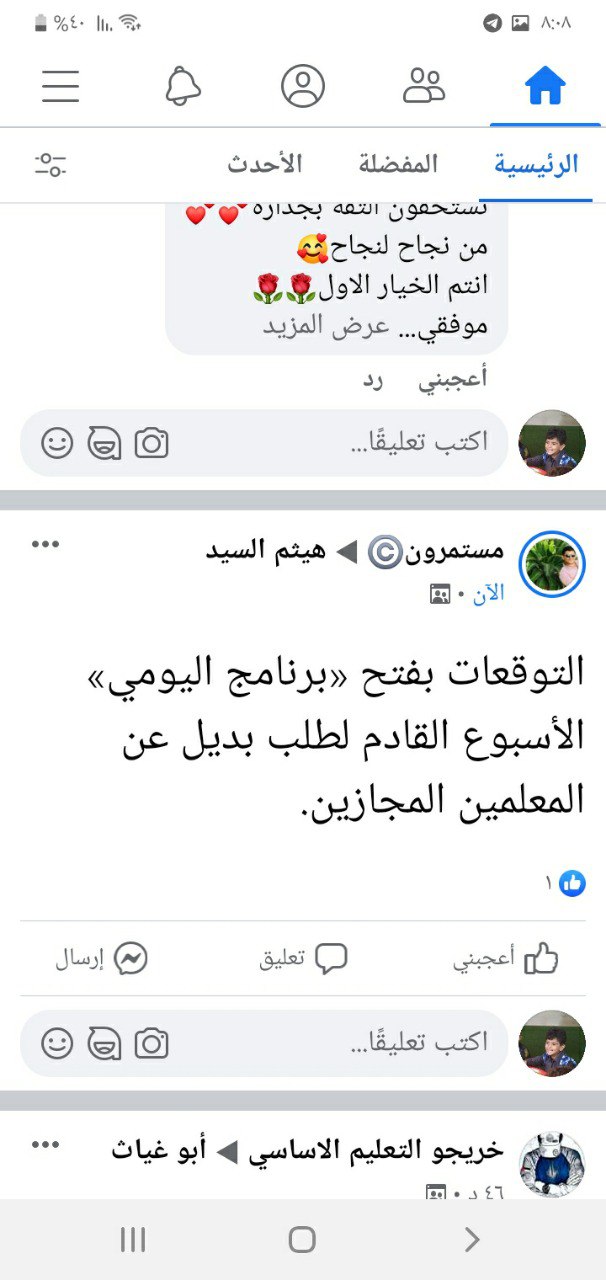 ٨:٠٨
%٤٠
الرئيسية
المفضلة
الأحدث
تستحقون الثقة بجدارة💕
من نجاح لنجاح🥰
انتم الخيار الاول🌹🌹
موفقي... عرض المزيد
أعجبني رد
اكتب تعليقًا...
مستمرون©️ ◀ هيثم السيد
الآن ·
التوقعات بفتح «برنامج اليومي»
الأسبوع القادم لطلب بديل عن
المعلمين المجازين.
١
أعجبني
تعليق
إرسال
اكتب تعليقًا...
خريجو التعليم الاساسي ◀ أبو غياث
٤٦ د ·